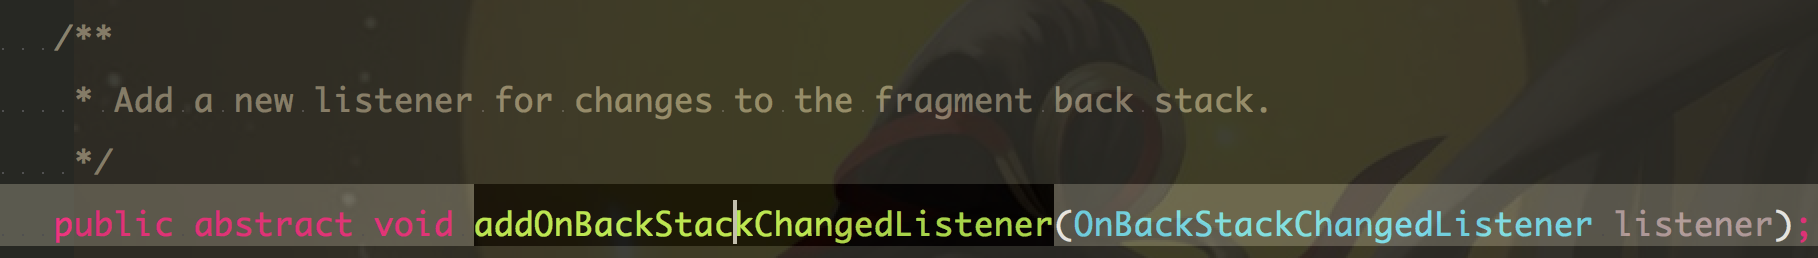 /**
* Add a new listener for changes to the fragment back stack.
*/
public abstract void addOnBackStackChangedListener(OnBackStackChangedListener listener);